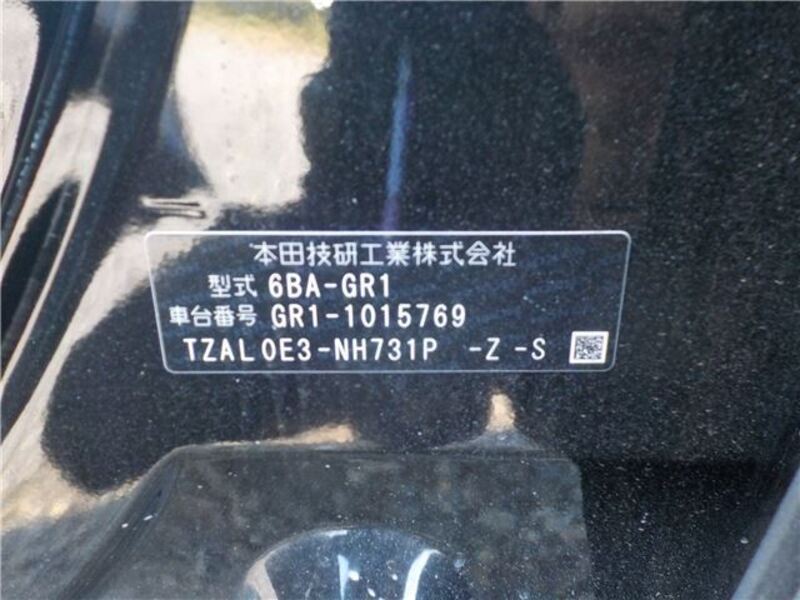 本田技研工業株式会社
型式 6BA-GR1
車台番号 GR1-1015769
TZAL0E3-NH731P -Z -S